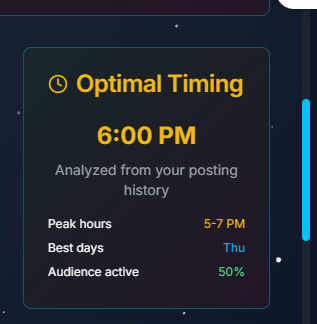 Optimal Timing
6:00 PM
Analyzed from your posting
history
Peak hours 5-7 PM
Best days Thu
Audience active 50%